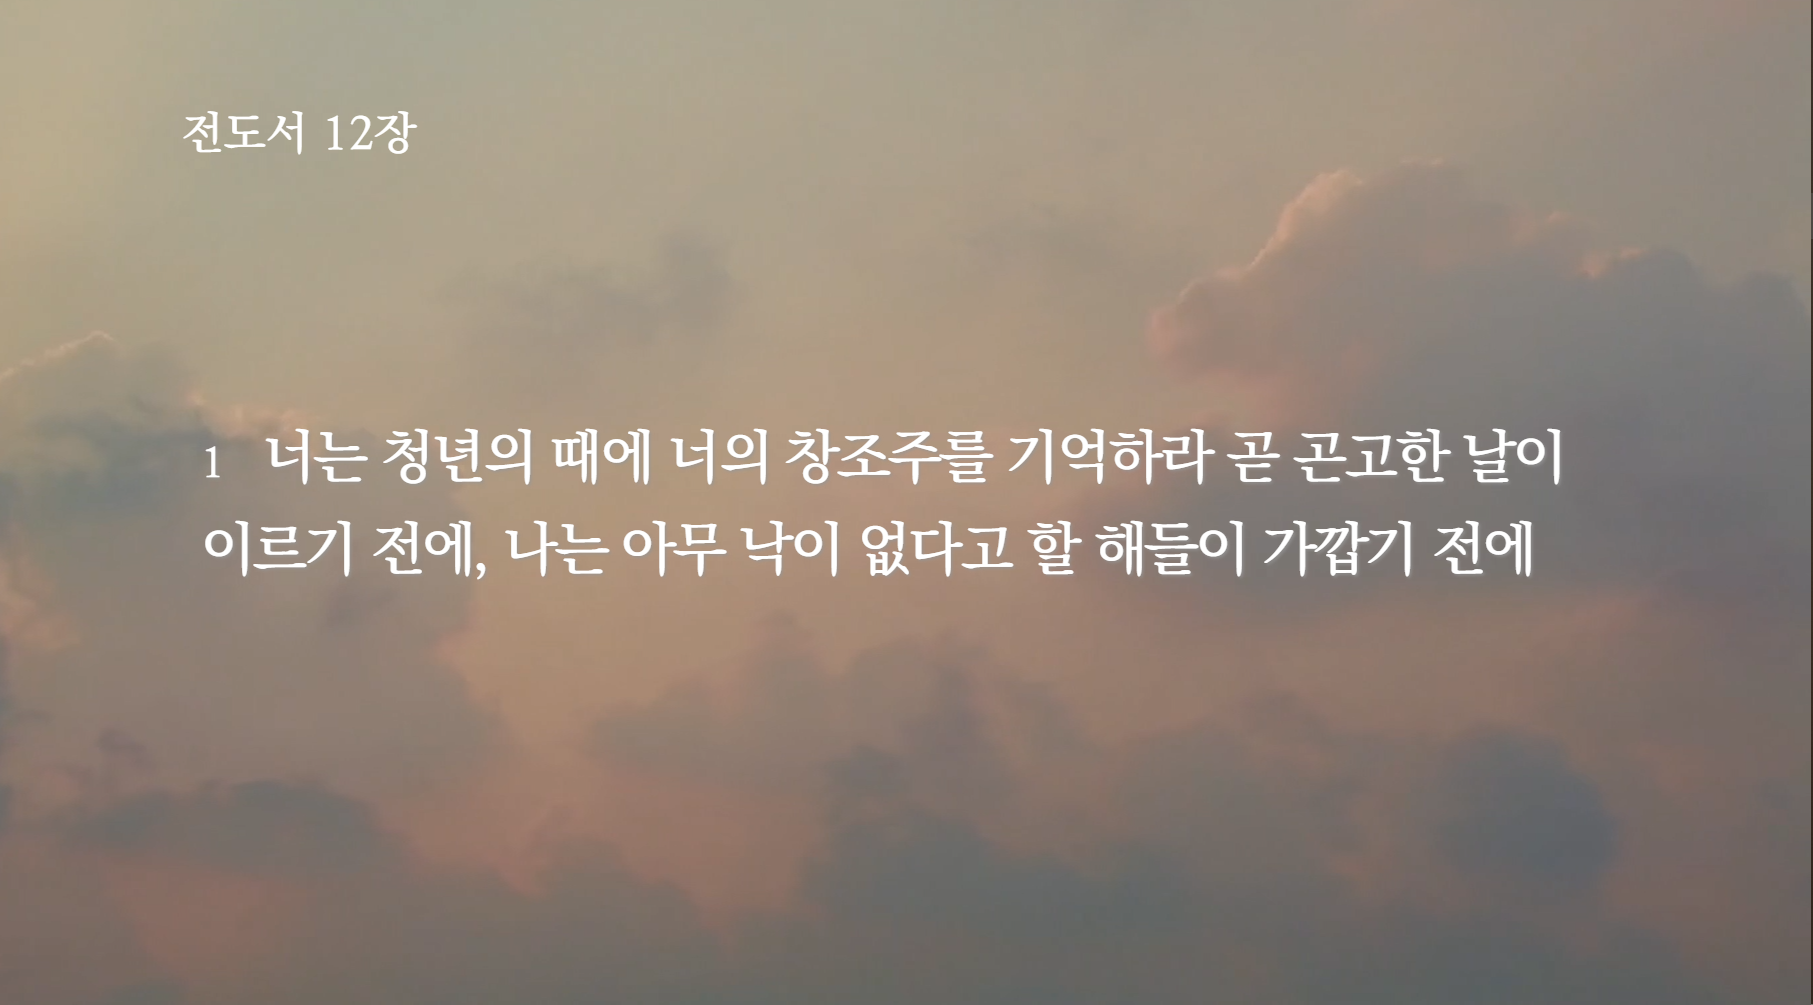 전도서 12장
1 너는 청년의 때에 너의 창조주를 기억하라 곧 곤고한 날이
이르기 전에, 나는 아무 낙이 없다고 할 해들이 가깝기 전에